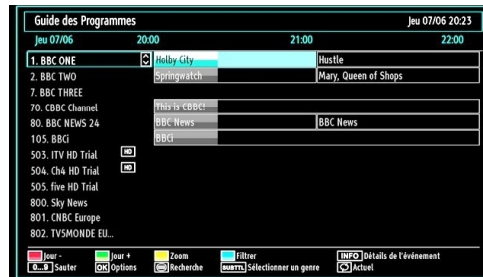 Guide des Programmes Jeu 07/06 20:23
Jeu 07/06 20:00 21:00 22:00
1. BBC ONE Holby City Hustle
2. BBC TWO Springwatch Mary, Queen of Shops
7. BBC THREE
70. CBBC Channel This is CBBC!
80. BBC NEWS 24 BBC News BBC News
105. BBCi BBCi
503. ITV HD Trial HD
504. Ch4 HD Trial HD
505. five HD Trial
800. Sky News
801. CNBC Europe
802. TV5MONDE EU...
Jour - Jour + Zoom Filtrer INFO Détails de l'événement
0...9 Sauter OK Options Recherche SUBTTL Sélectionner un genre Actuel